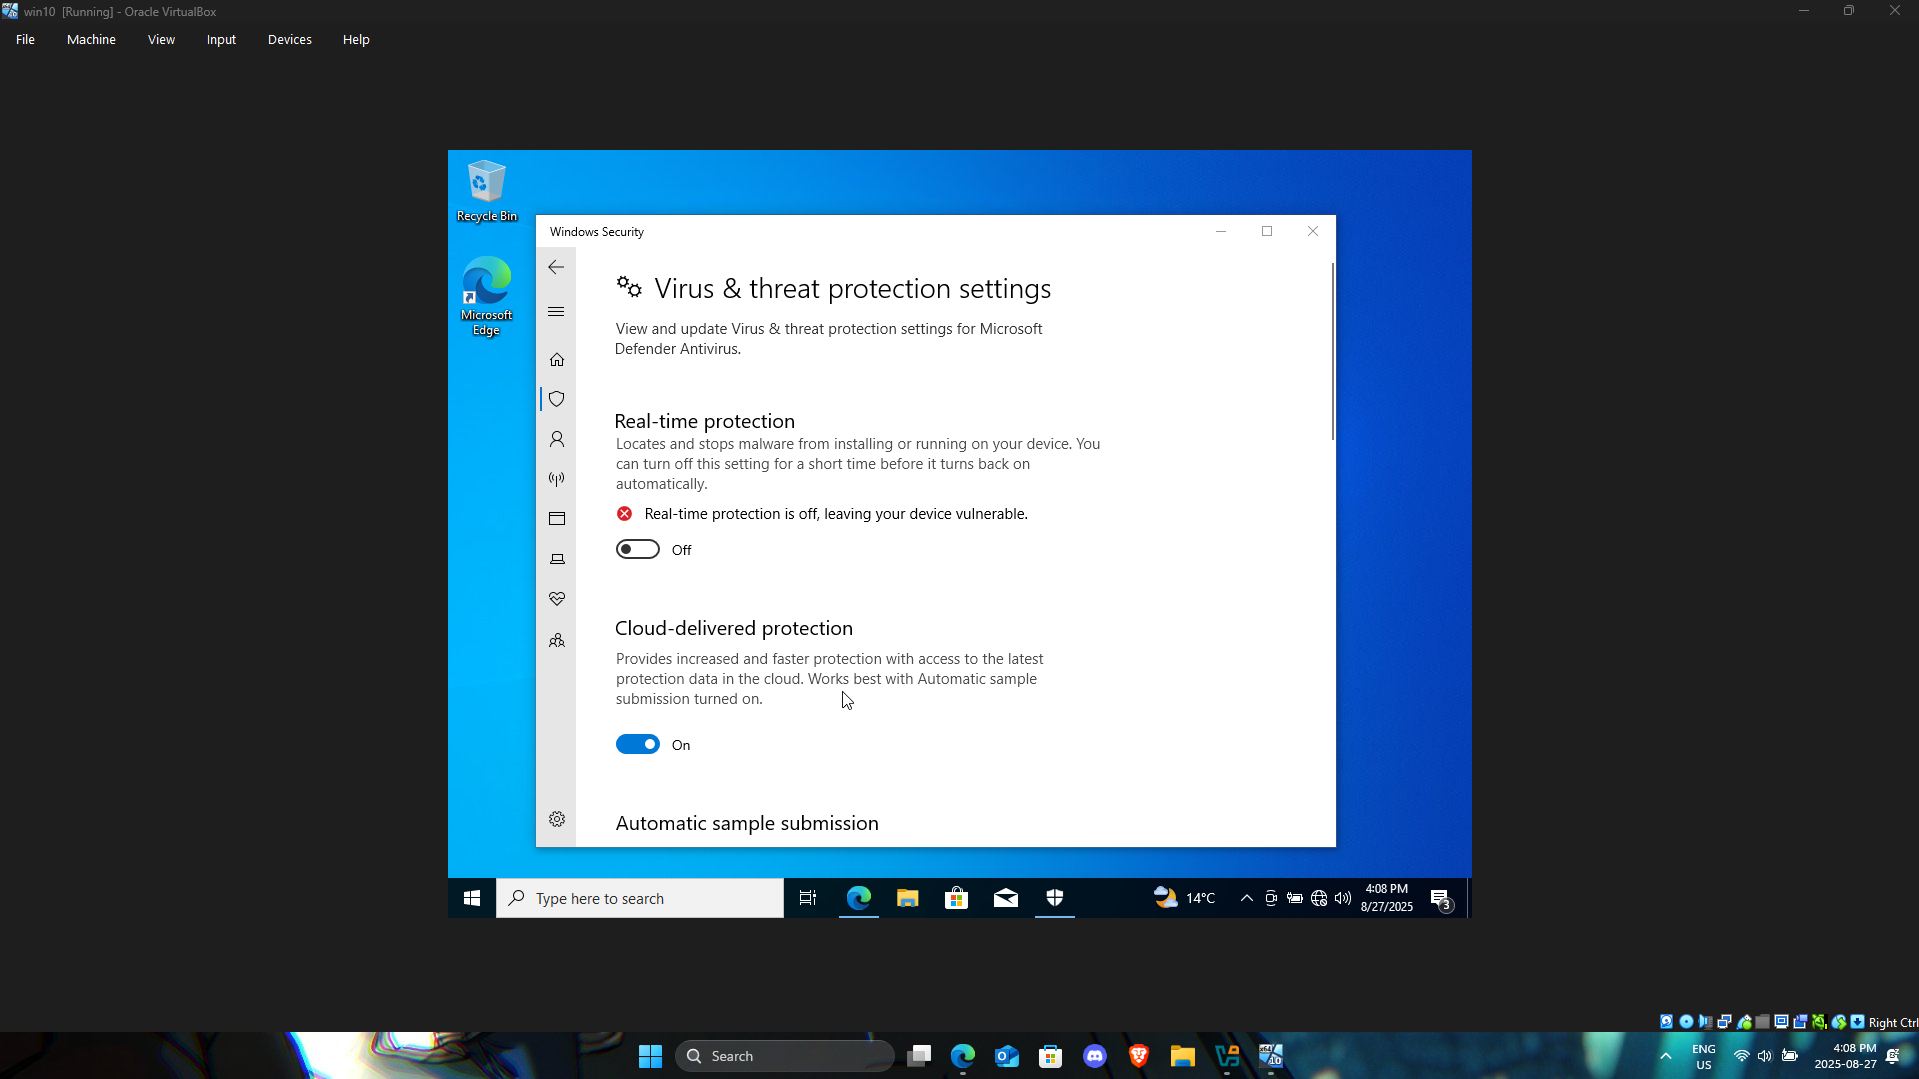 win10 [Running] - Oracle VirtualBox
File Machine View Input Devices Help
Recycle Bin
Microsoft
Edge
Windows Security
Virus & threat protection settings
View and update Virus & threat protection settings for Microsoft
Defender Antivirus.
Real-time protection
Locates and stops malware from installing or running on your device. You
can turn off this setting for a short time before it turns back on
automatically.
Real-time protection is off, leaving your device vulnerable.
Off
Cloud-delivered protection
Provides increased and faster protection with access to the latest
protection data in the cloud. Works best with Automatic sample
submission turned on.
On
Automatic sample submission
Type here to search
14°C
4:08 PM
8/27/2025
3
Right Ctrl
Search
ENG
US
4:08 PM
2025-08-27